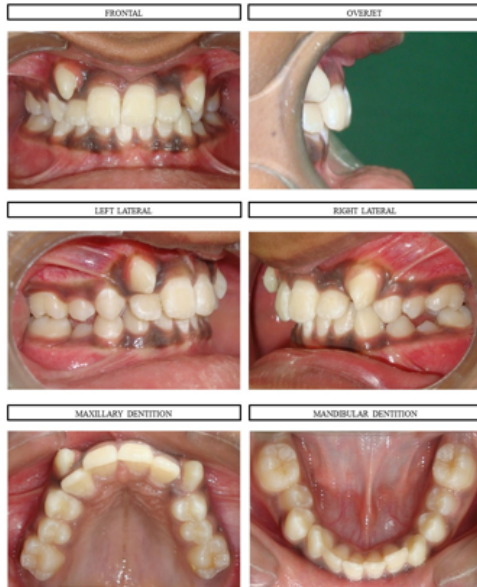 FRONTAL
OVERJET
LEFT LATERAL
RIGHT LATERAL
MAXILLARY DENTITION
MANDIBULAR DENTITION